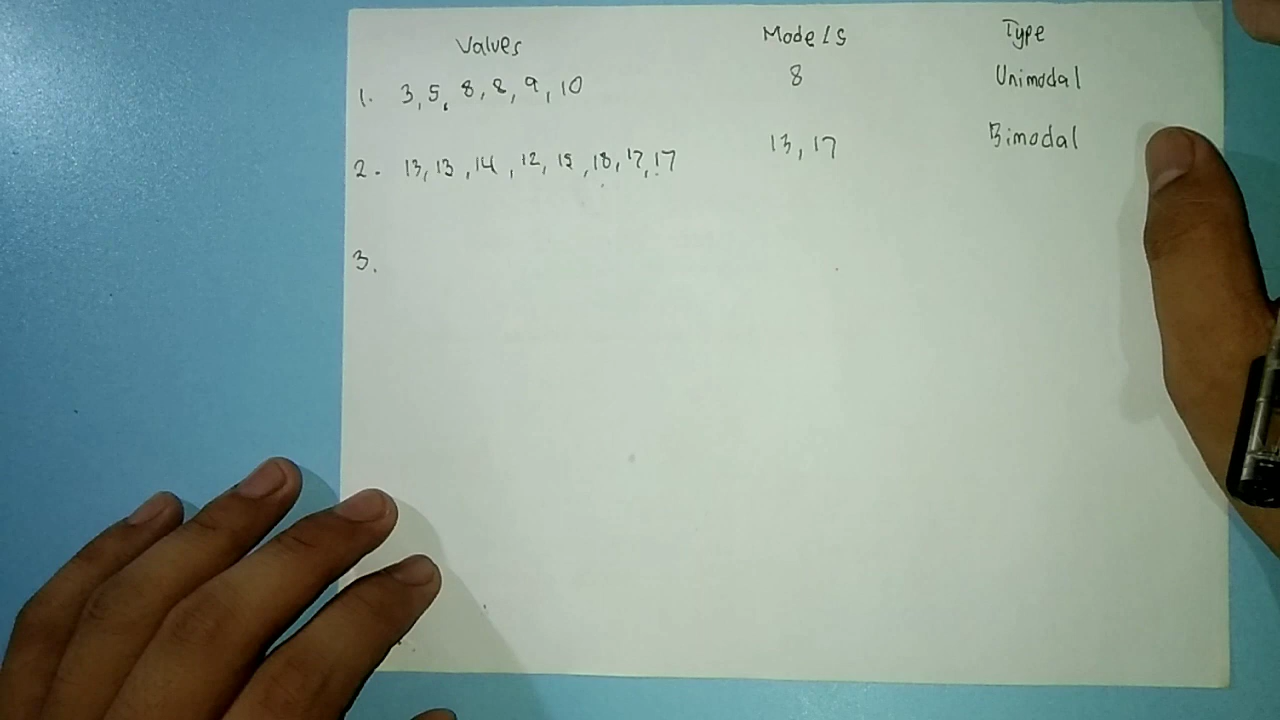 Values Mode/s Type
1. 3, 5, 8, 8, 9, 10 8 Unimodal
2. 13, 13, 14, 12, 15, 18, 17, 17 13, 17 Bimodal
3.